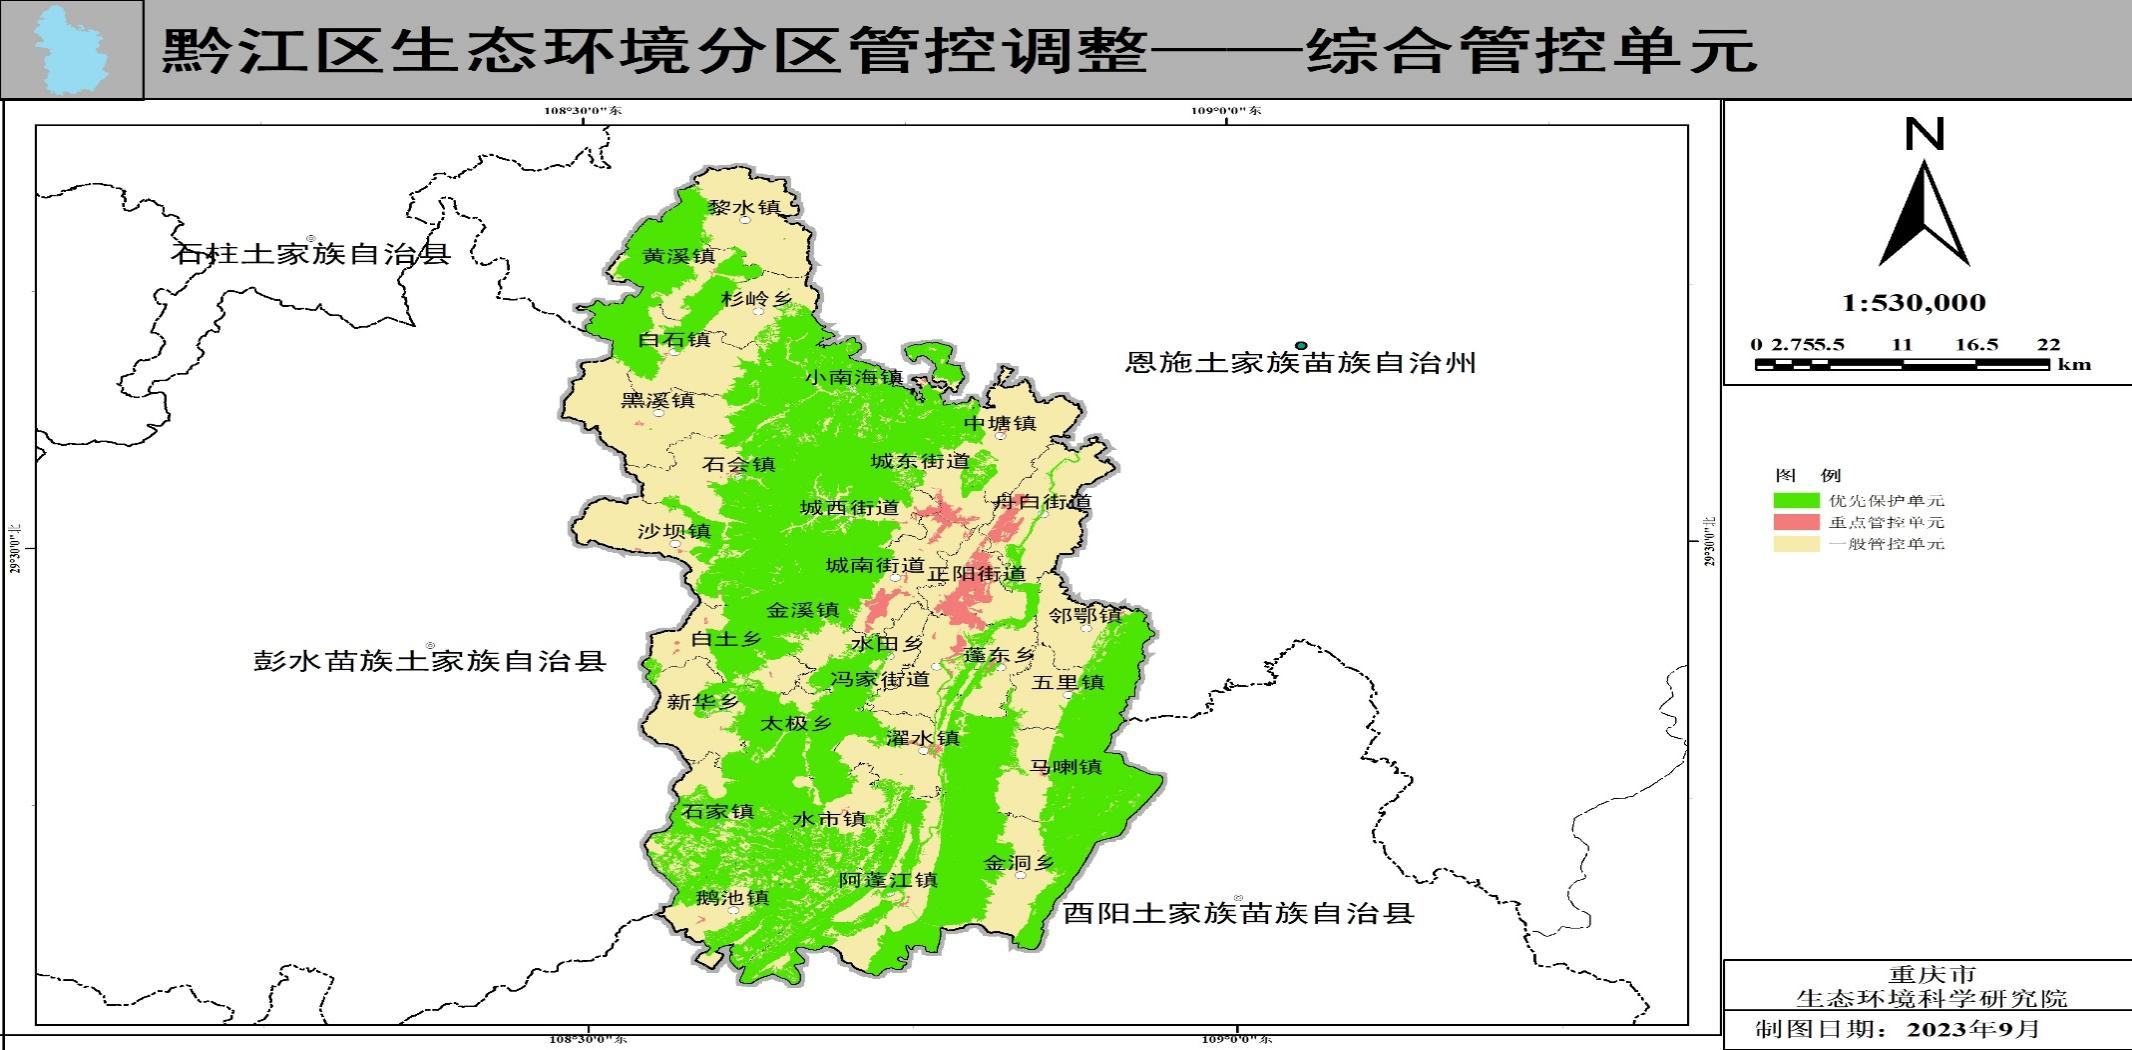 黔江区生态环境分区管控调整——综合管控单元
108°30'0"东
109°0'0"东
N
1:530,000
0 2.75 5.5 11 16.5 22
km
黎水镇
石柱土家族自治县
黄溪镇
杉岭乡
白石镇
恩施土家族苗族自治州
小南海镇
黑溪镇
中塘镇
石会镇
城东街道
城西街道
舟白街道
沙坝镇
29°30'0"北
29°30'0"北
城南街道
正阳街道
金溪镇
邻鄂镇
白土乡
水田乡
蓬东乡
彭水苗族土家族自治县
冯家街道
五里镇
新华乡
太极乡
濯水镇
马喇镇
石家镇
水市镇
金洞乡
阿蓬江镇
鹅池镇
酉阳土家族苗族自治县
图 例
优先保护单元
重点管控单元
一般管控单元
重庆市
生态环境科学研究院
制图日期：2023年9月
108°30'0"东
109°0'0"东